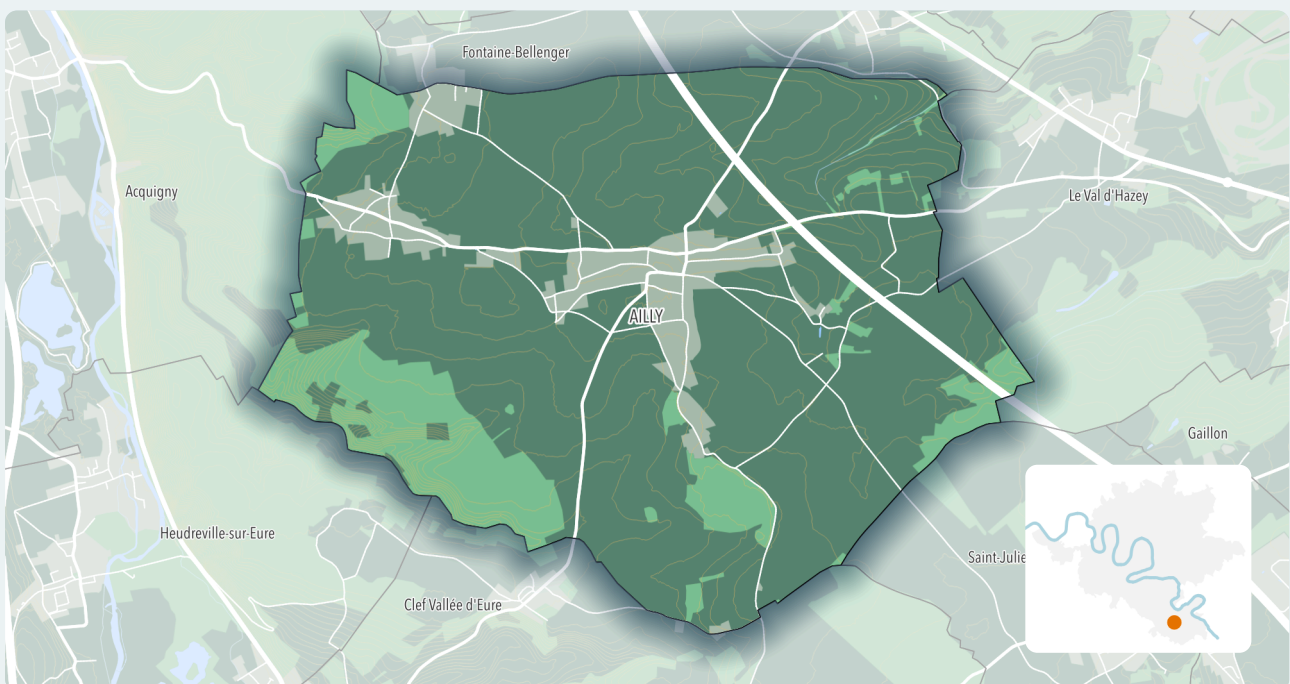 Fontaine-Bellenger
Acquigny
Le Val d'Hazey
AILLY
Gaillon
Heudreville-sur-Eure
Saint-Julie
Clef Vallée d'Eure